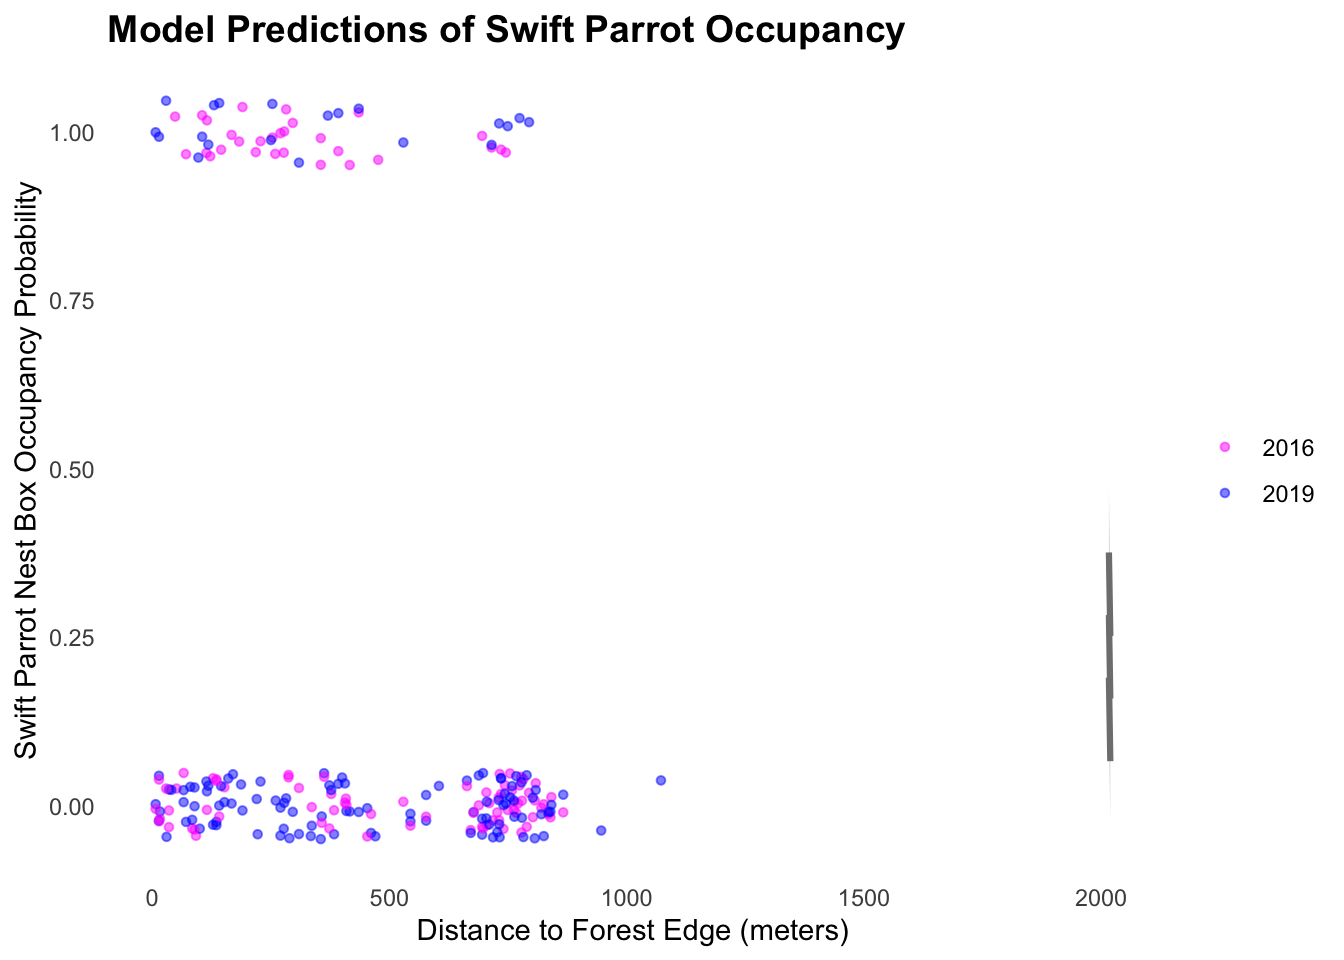 Model Predictions of Swift Parrot Occupancy
Swift Parrot Nest Box Occupancy Probability
1.00
0.75
0.50
0.25
0.00
0 500 1000 1500 2000
Distance to Forest Edge (meters)
2016
2019